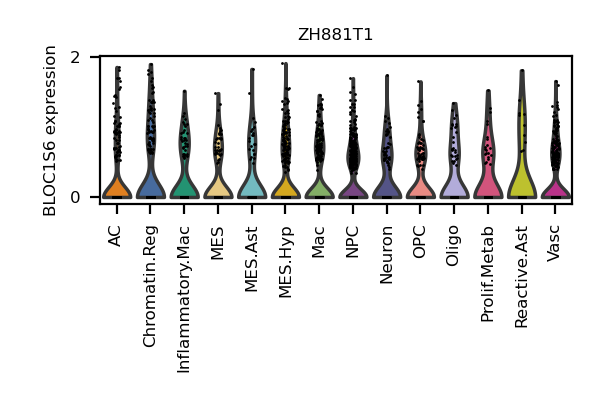 ZH881T1
BLOC1S6 expression
2
0
AC
Chromatin.Reg
Inflammatory.Mac
MES
MES.Ast
MES.Hyp
Mac
NPC
Neuron
OPC
Oligo
Prolif.Metab
Reactive.Ast
Vasc